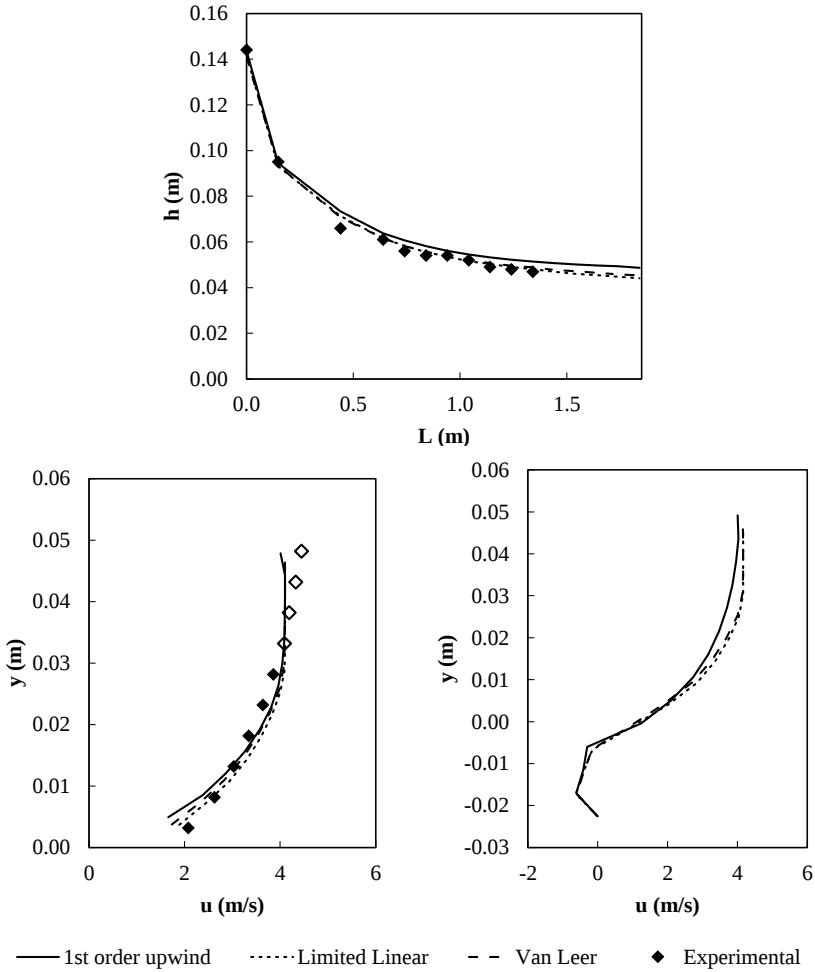 0.16
0.14
0.12
0.10
0.08
0.06
0.04
0.02
0.00
h (m)
0.0 0.5 1.0 1.5
L (m)
0.06
0.05
0.04
0.03
0.02
0.01
0.00
y (m)
0 2 4 6
u (m/s)
0.06
0.05
0.04
0.03
0.02
0.01
0.00
-0.01
-0.02
-0.03
y (m)
-2 0 2 4 6
u (m/s)
1st order upwind Limited Linear Van Leer Experimental